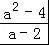 a² − 4
a − 2